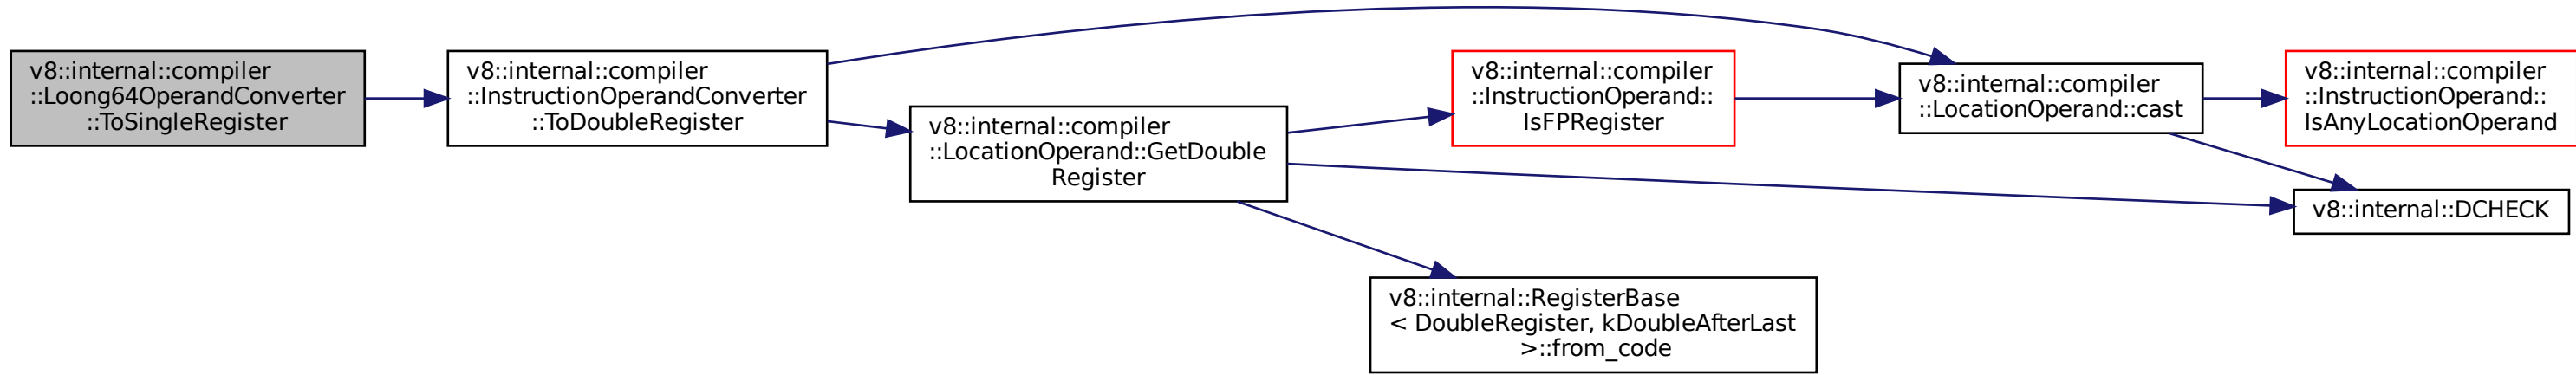 v8::internal::compiler
::Loong64OperandConverter
::ToSingleRegister
v8::internal::compiler
::InstructionOperandConverter
::ToDoubleRegister
v8::internal::compiler
::LocationOperand::GetDouble
Register
v8::internal::compiler
::InstructionOperand::
IsFPRegister
v8::internal::RegisterBase
< DoubleRegister, kDoubleAfterLast
>::from_code
v8::internal::compiler
::LocationOperand::cast
v8::internal::compiler
::InstructionOperand::
IsAnyLocationOperand
v8::internal::DCHECK